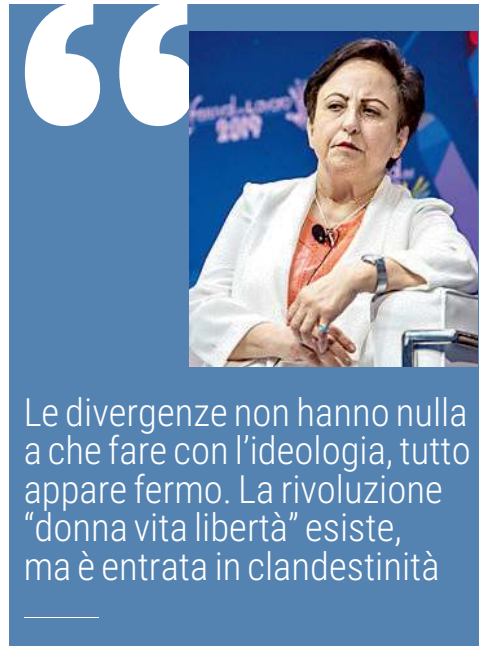 “
2019
Le divergenze non hanno nulla
a che fare con l’ideologia, tutto
appare fermo. La rivoluzione
“donna vita libertà” esiste,
ma è entrata in clandestinità